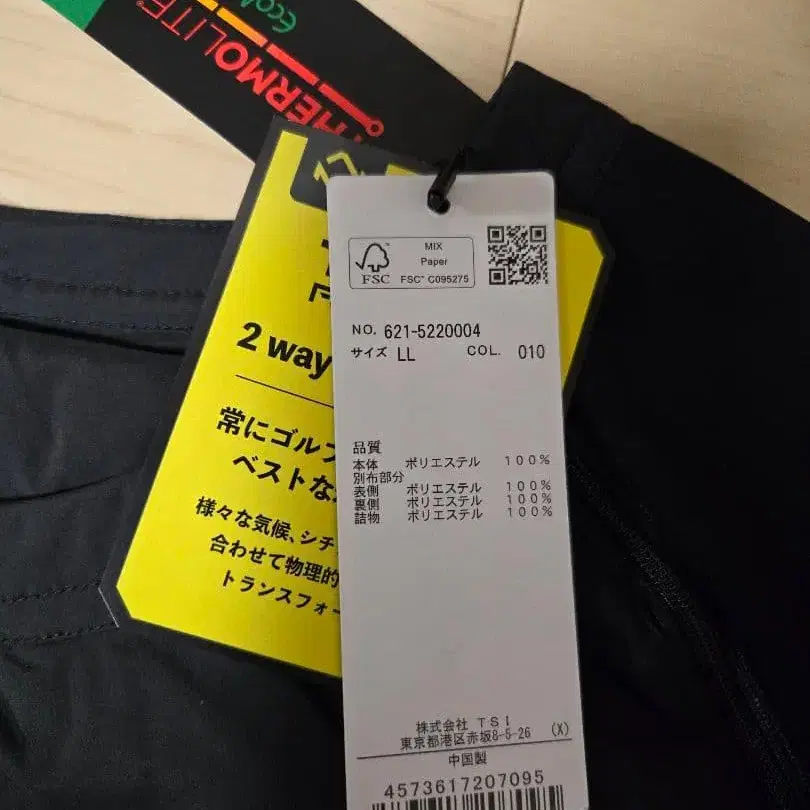 THERMOLITE®
Eco
MIX
Paper
FSC
FSC™ C095275
NO. 621-5220004
サイズ LL COL. 010
品質
本体 ポリエステル 100%
別布部分
表側 ポリエステル 100%
裏側 ポリエステル 100%
詰物 ポリエステル 100%
株式会社 TSI
東京都港区赤坂8-5-26 (X)
中国製
4573617207095
2 way
常にゴルフ
ベストな
様々な気候、シチ
合わせて物理的
トランスフォー